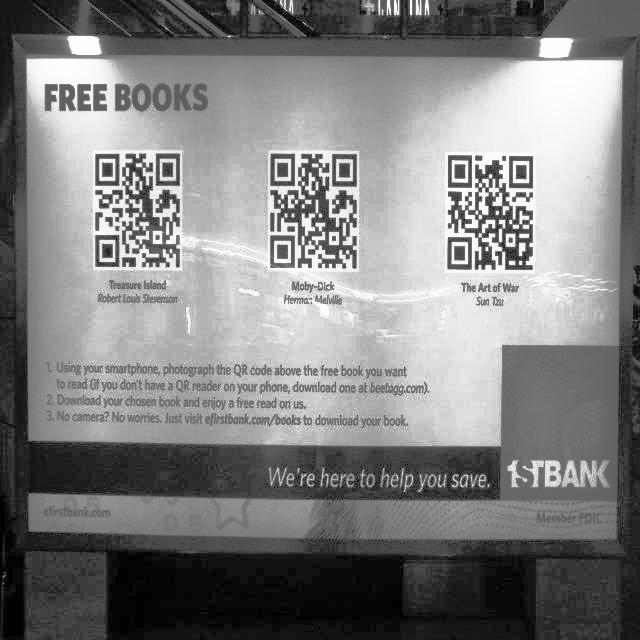 FREE BOOKS
Treasure Island
Robert Louis Stevenson
Moby-Dick
Herman Melville
The Art of War
Sun Tzu
1. Using your smartphone, photograph the QR code above the free book you want
to read (if you don't have a QR reader on your phone, download one at beetagg.com).
2. Download your chosen book and enjoy a free read on us.
3. No camera? No worries. Just visit efirstbank.com/books to download your book.
We're here to help you save.
1STBANK
efirstbank.com
Member FDIC